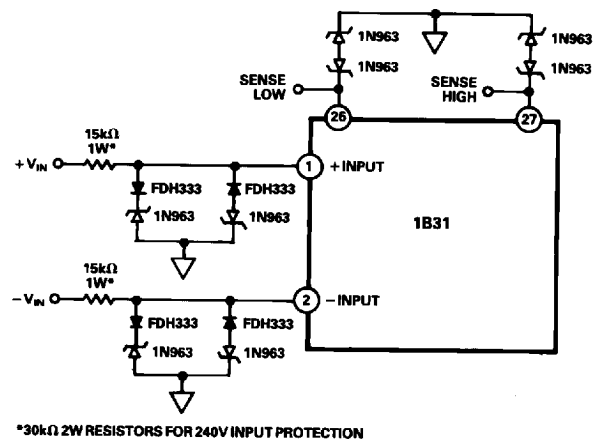 1N963
1N963
1N963
1N963
SENSE
LOW
SENSE
HIGH
26
27
15kΩ
1W*
+VIN
1
+INPUT
FDH333
FDH333
1N963
1N963
1B31
15kΩ
1W*
−VIN
2
−INPUT
FDH333
FDH333
1N963
1N963
*30kΩ 2W RESISTORS FOR 240V INPUT PROTECTION